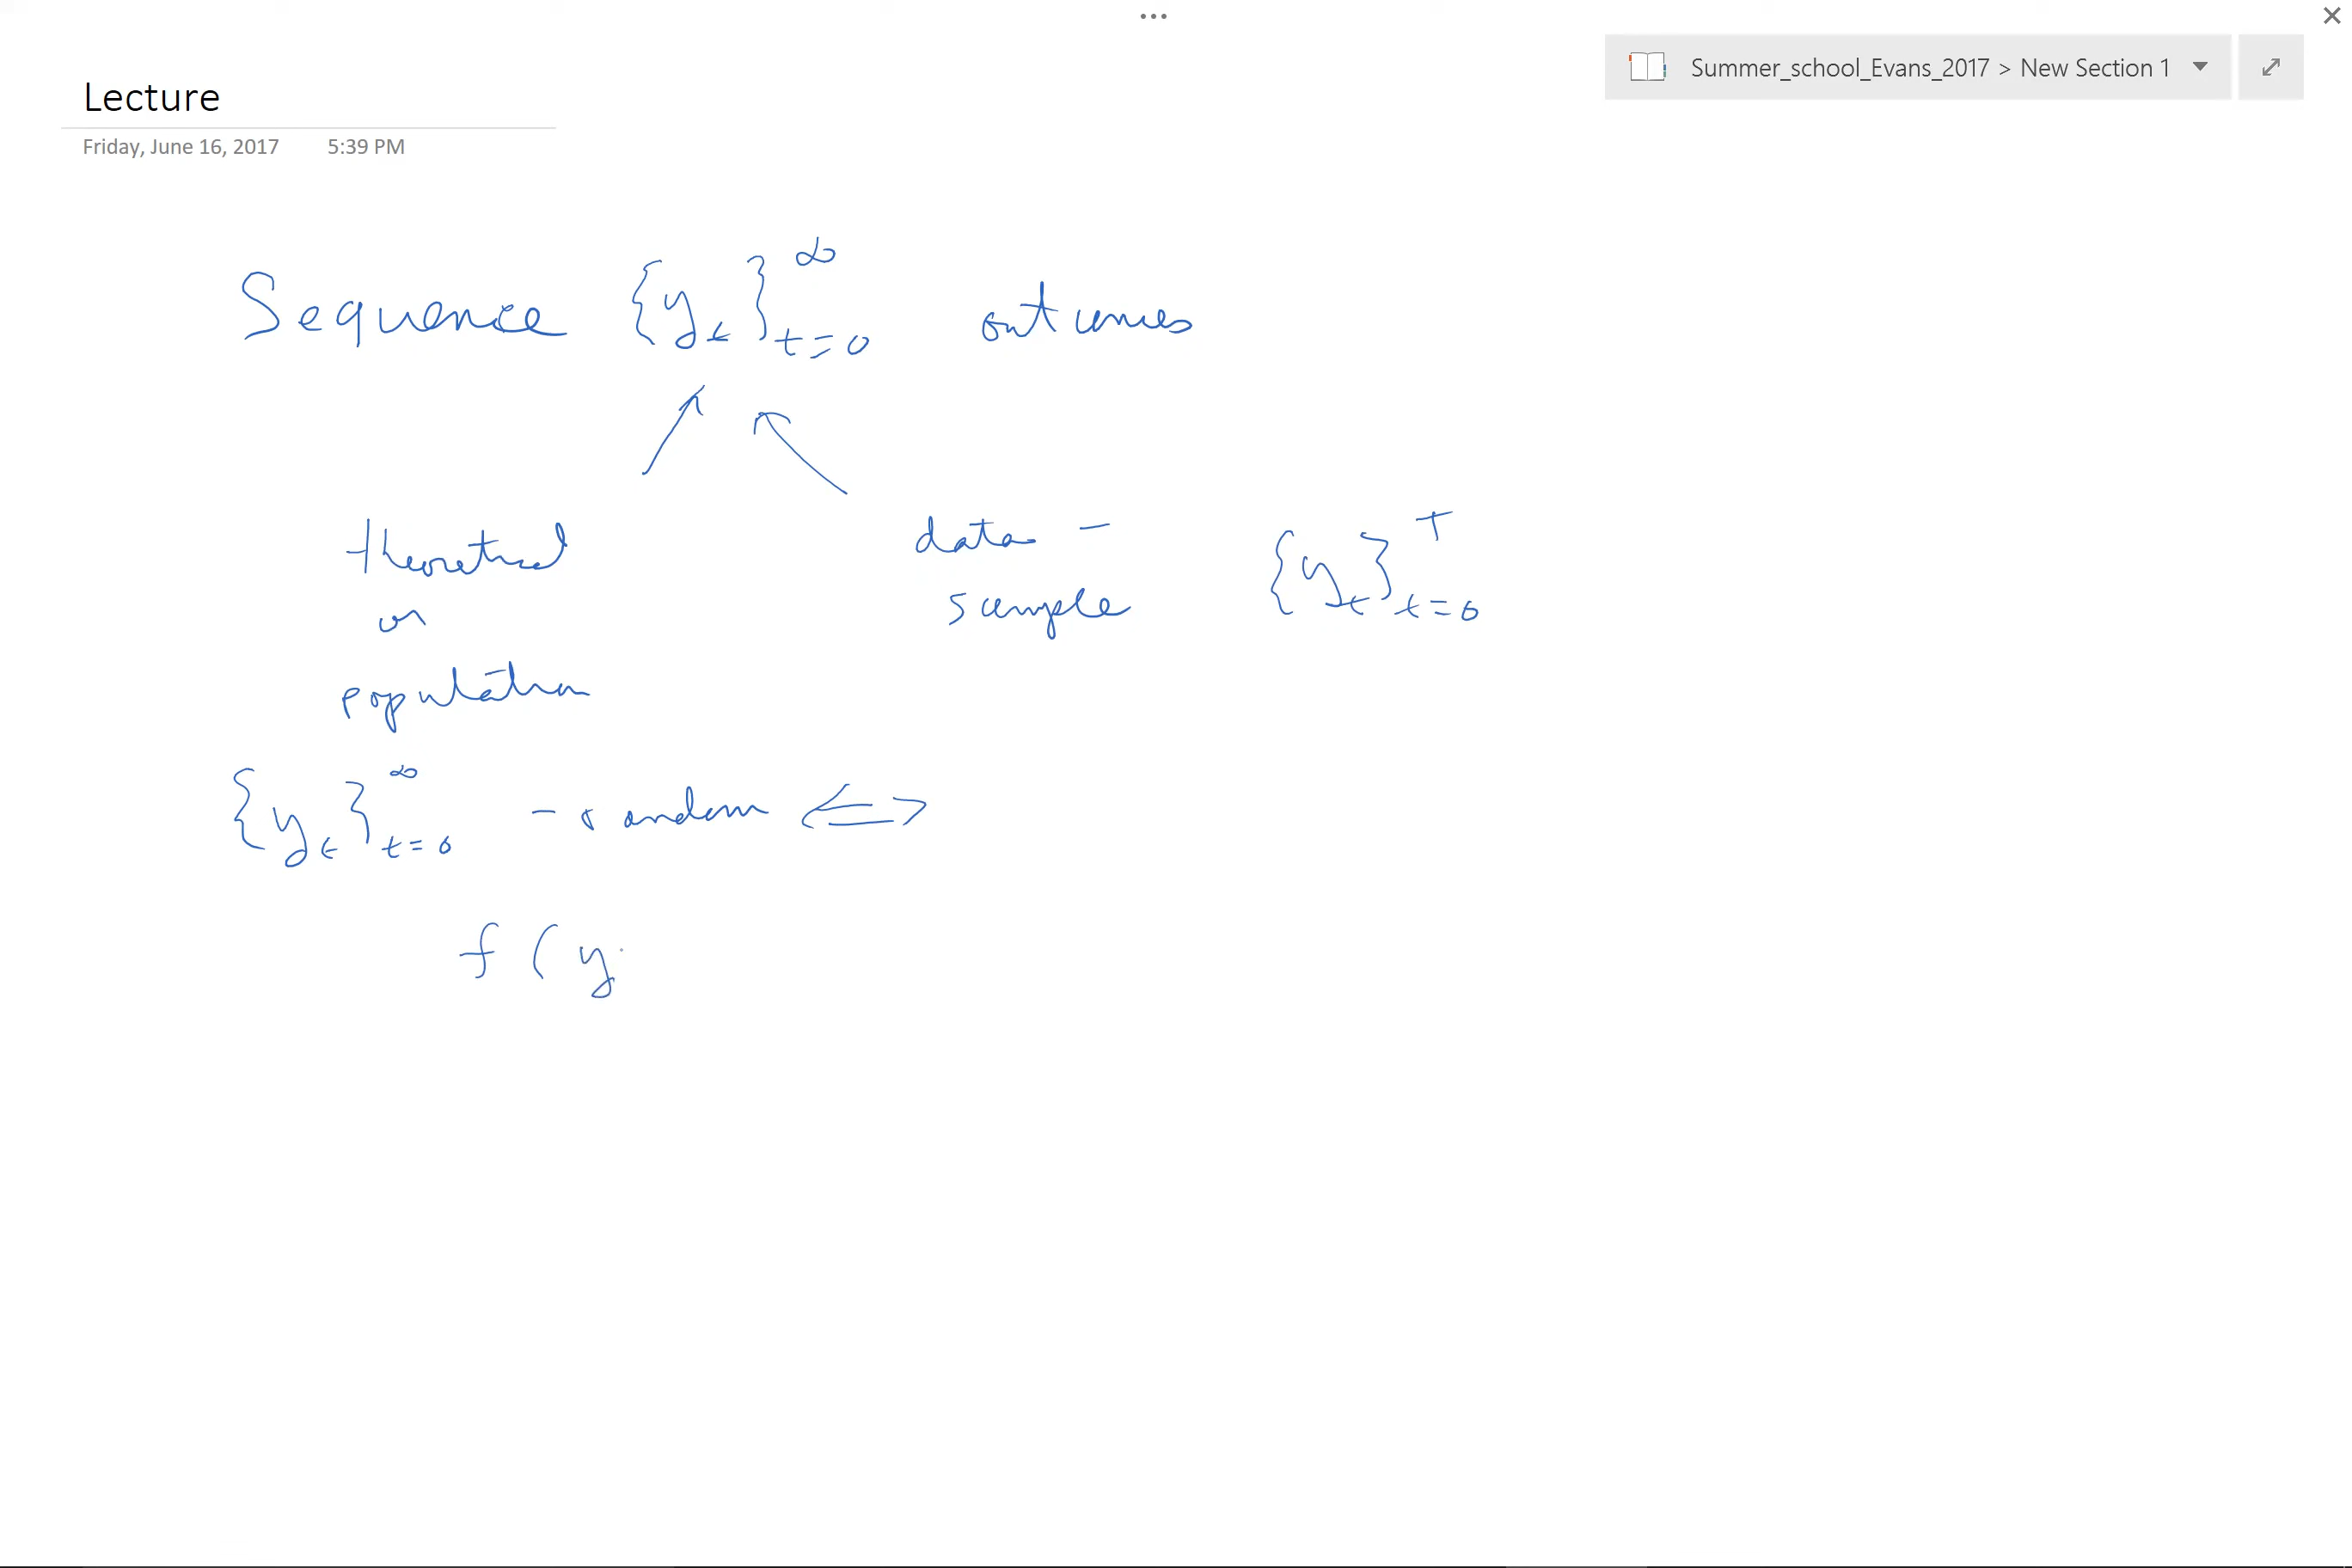 Summer_school_Evans_2017 > New Section 1
Lecture
Friday, June 16, 2017 5:39 PM
Sequence {y_t}_{t=0}^∞ outcomes
theoretical data –
or sample {y_t}_{t=0}^T
population
{y_t}_{t=0}^∞ – random ⟺
f ( y